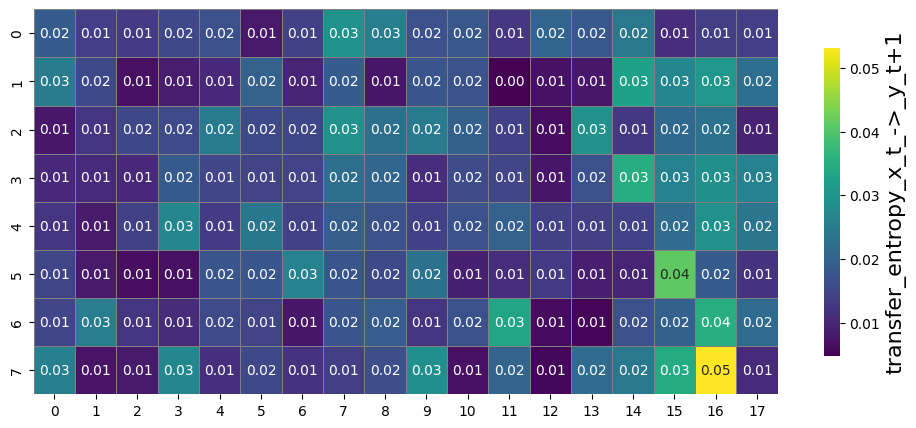 0 0.02 0.01 0.01 0.02 0.02 0.01 0.01 0.03 0.03 0.02 0.02 0.01 0.02 0.02 0.02 0.01 0.01 0.01
1 0.03 0.02 0.01 0.01 0.01 0.02 0.01 0.02 0.01 0.02 0.01 0.00 0.01 0.01 0.03 0.03 0.03 0.02
2 0.01 0.01 0.02 0.02 0.02 0.02 0.02 0.03 0.02 0.02 0.02 0.01 0.01 0.03 0.01 0.02 0.02 0.01
3 0.01 0.01 0.01 0.02 0.01 0.01 0.01 0.02 0.02 0.01 0.02 0.01 0.01 0.02 0.03 0.03 0.03 0.03
4 0.01 0.01 0.01 0.03 0.01 0.02 0.01 0.02 0.02 0.01 0.02 0.02 0.01 0.01 0.01 0.02 0.03 0.02
5 0.01 0.01 0.01 0.01 0.02 0.02 0.03 0.02 0.02 0.02 0.01 0.01 0.01 0.01 0.01 0.04 0.02 0.01
6 0.01 0.03 0.01 0.01 0.02 0.01 0.01 0.02 0.02 0.01 0.02 0.03 0.01 0.01 0.02 0.02 0.04 0.02
7 0.03 0.01 0.01 0.03 0.01 0.02 0.01 0.01 0.02 0.03 0.01 0.02 0.01 0.02 0.02 0.03 0.05 0.01
0 1 2 3 4 5 6 7 8 9 10 11 12 13 14 15 16 17
0.05
0.04
0.03
0.02
0.01
transfer_entropy_x_t_->_y_t+1